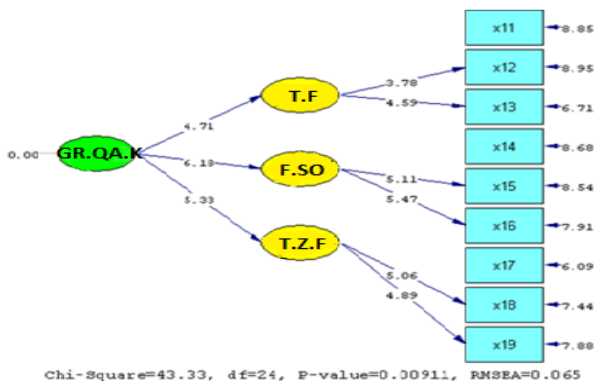 x11
8.85
x12
8.95
T.F
3.78
4.59
x13
6.71
4.71
x14
8.68
0.00
GR.QA.K
6.18
F.SO
5.11
x15
8.54
5.47
5.33
x16
7.91
T.Z.F
x17
6.09
5.06
x18
7.44
4.89
x19
7.88
Chi-Square=43.33, df=24, P-value=0.00911, RMSEA=0.065